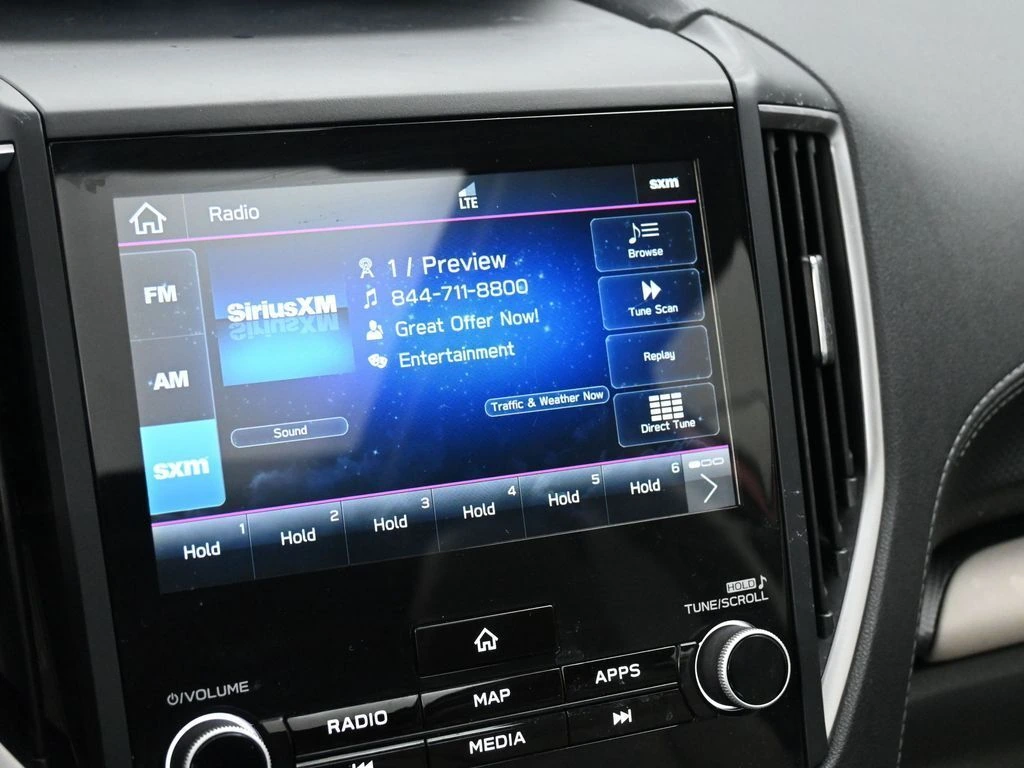 Radio
LTE
sxm
FM
AM
sxm
SiriusXM
1 / Preview
844-711-8800
Great Offer Now!
Entertainment
Browse
Tune Scan
Replay
Direct Tune
Traffic & Weather Now
Sound
1 Hold
2 Hold
3 Hold
4 Hold
5 Hold
6 Hold
HOLD
TUNE/SCROLL
/VOLUME
RADIO
MAP
APPS
MEDIA